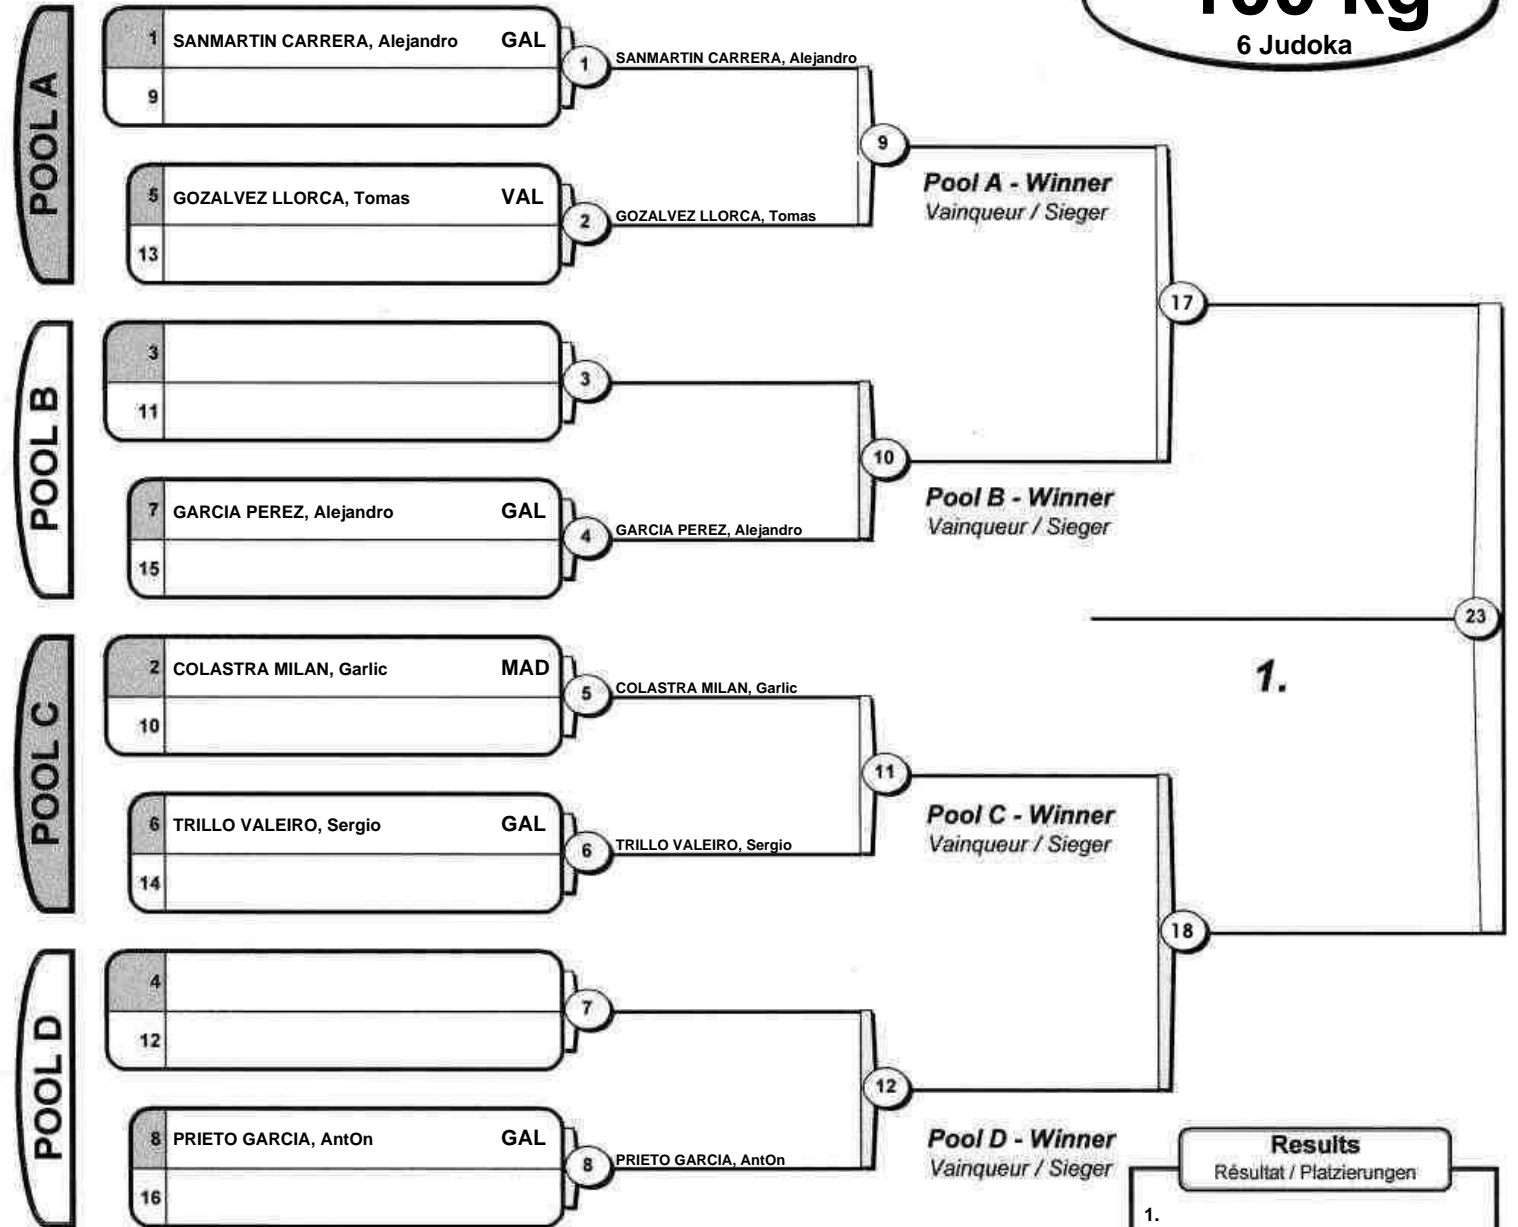 100 kg
6 Judoka
POOL A
1 SANMARTIN CARRERA, Alejandro GAL
9
1
SANMARTIN CARRERA, Alejandro
5 GOZALVEZ LLORCA, Tomas VAL
13
2
GOZALVEZ LLORCA, Tomas
9
Pool A - Winner
Vainqueur / Sieger
POOL B
3
11
3
7 GARCIA PEREZ, Alejandro GAL
15
4
GARCIA PEREZ, Alejandro
10
Pool B - Winner
Vainqueur / Sieger
17
POOL C
2 COLASTRA MILAN, Garlic MAD
10
5
COLASTRA MILAN, Garlic
6 TRILLO VALEIRO, Sergio GAL
14
6
TRILLO VALEIRO, Sergio
11
Pool C - Winner
Vainqueur / Sieger
POOL D
4
12
7
8 PRIETO GARCIA, AntOn GAL
16
8
PRIETO GARCIA, AntOn
12
Pool D - Winner
Vainqueur / Sieger
18
23
1.
Results
Résultat / Platzierungen
1.